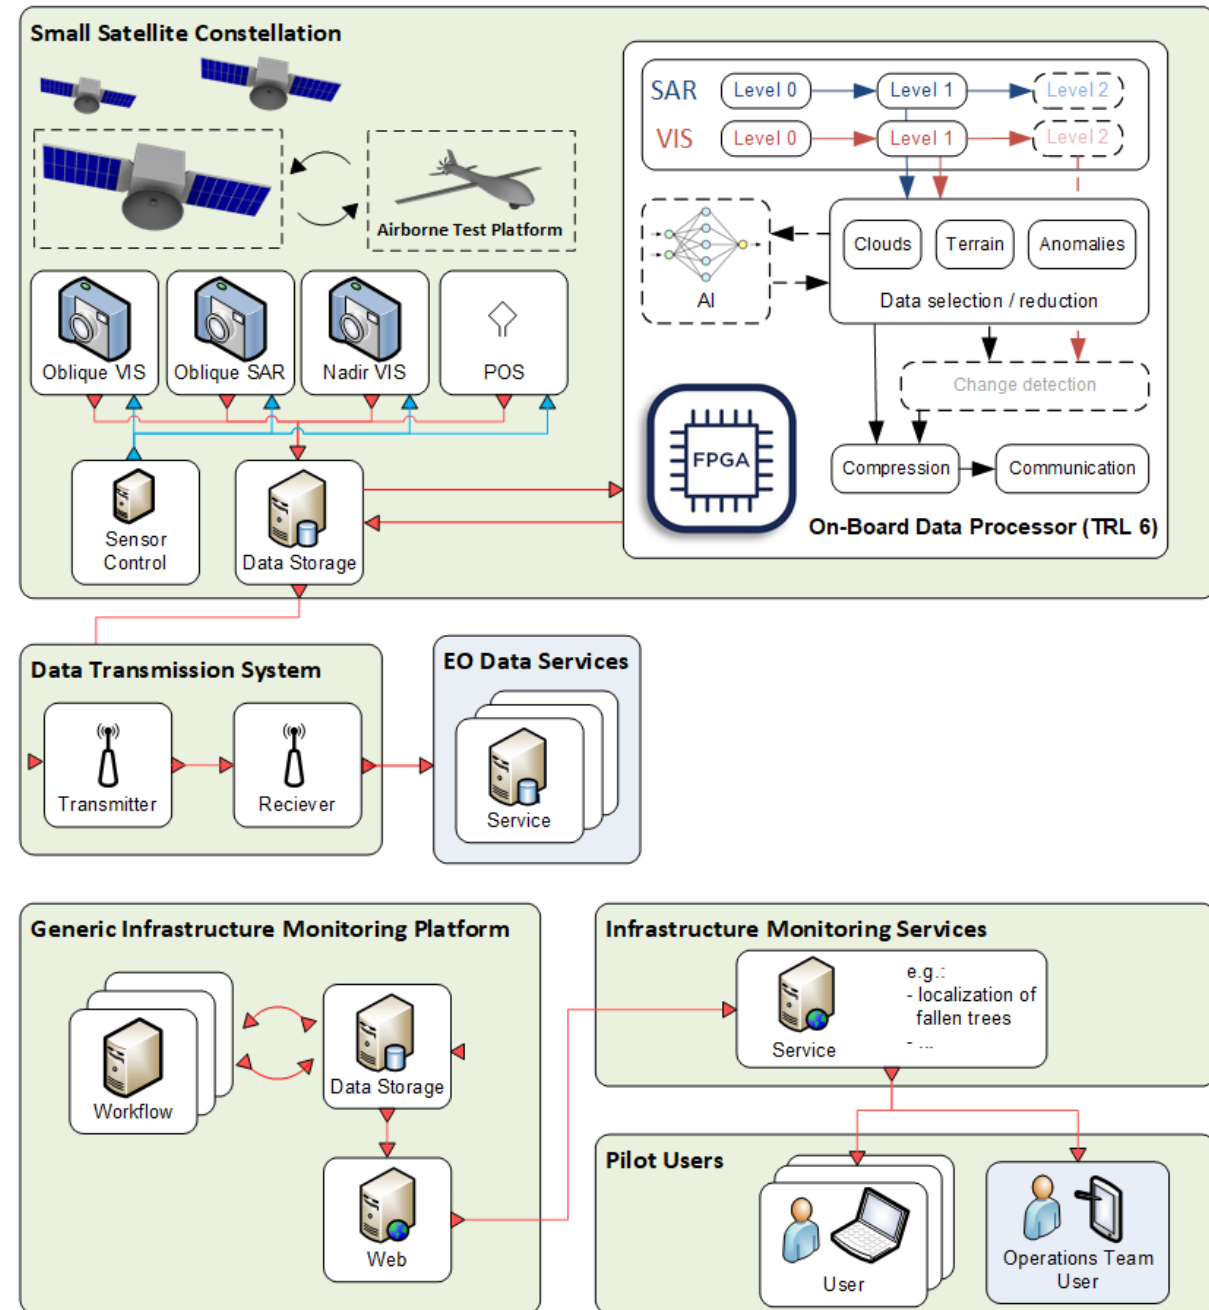 Small Satellite Constellation
SAR
Level 0
Level 1
Level 2
VIS
Level 0
Level 1
Level 2
Airborne Test Platform
Clouds
Terrain
Anomalies
Data selection / reduction
AI
Oblique VIS
Oblique SAR
Nadir VIS
POS
Change detection
FPGA
Compression
Communication
On-Board Data Processor (TRL 6)
Sensor
Control
Data Storage
Data Transmission System
Transmitter
Reciever
EO Data Services
Service
Generic Infrastructure Monitoring Platform
Workflow
Data Storage
Web
Infrastructure Monitoring Services
Service
e.g.:
- localization of
fallen trees
- ...
Pilot Users
User
Operations Team
User